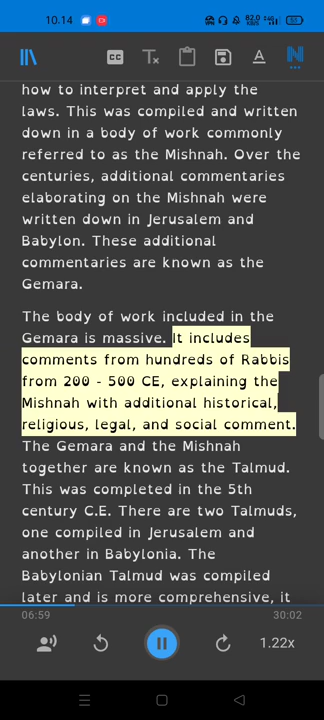 10.14
82.0
KB/S
CC
how to interpret and apply the
laws. This was compiled and written
down in a body of work commonly
referred to as the Mishnah. Over the
centuries, additional commentaries
elaborating on the Mishnah were
written down in Jerusalem and
Babylon. These additional
commentaries are known as the
Gemara.
The body of work included in the
Gemara is massive. It includes
comments from hundreds of Rabbis
from 200 - 500 CE, explaining the
Mishnah with additional historical,
religious, legal, and social comment.
The Gemara and the Mishnah
together are known as the Talmud.
This was completed in the 5th
century C.E. There are two Talmuds,
one compiled in Jerusalem and
another in Babylonia. The
Babylonian Talmud was compiled
later and is more comprehensive, it
06:59
30:02
1.22x